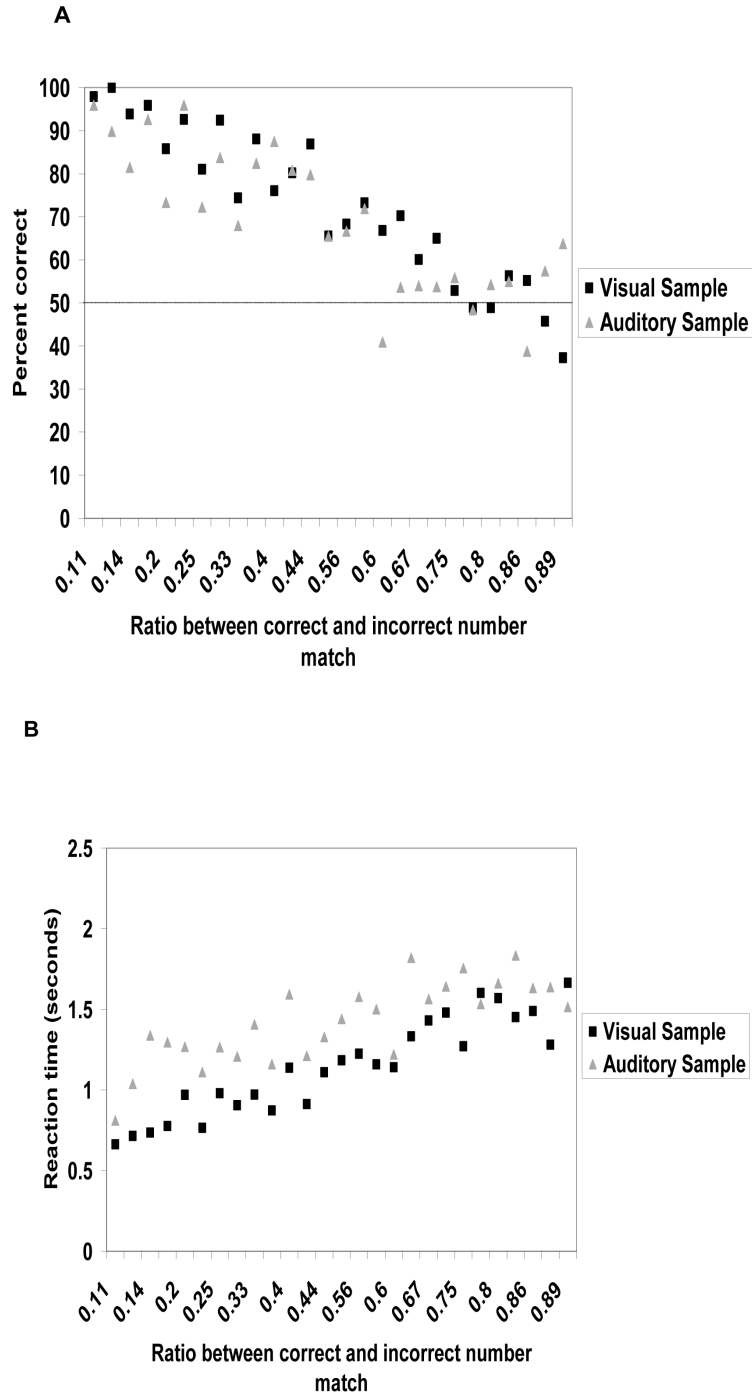 A
100
90
80
70
60
50
40
30
20
10
0
Percent correct
0.11 0.14 0.2 0.25 0.33 0.4 0.44 0.56 0.6 0.67 0.75 0.8 0.86 0.89
Ratio between correct and incorrect number
match
Visual Sample
Auditory Sample
B
2.5
2
1.5
1
0.5
0
Reaction time (seconds)
0.11 0.14 0.2 0.25 0.33 0.4 0.44 0.56 0.6 0.67 0.75 0.8 0.86 0.89
Ratio between correct and incorrect number
match
Visual Sample
Auditory Sample